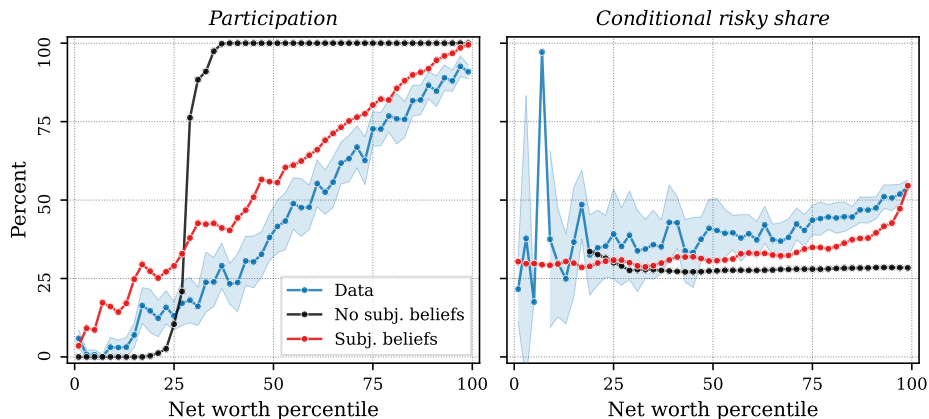 Participation
Conditional risky share
Percent
100
75
50
25
0
Data
No subj. beliefs
Subj. beliefs
0 25 50 75 100
0 25 50 75 100
Net worth percentile
Net worth percentile